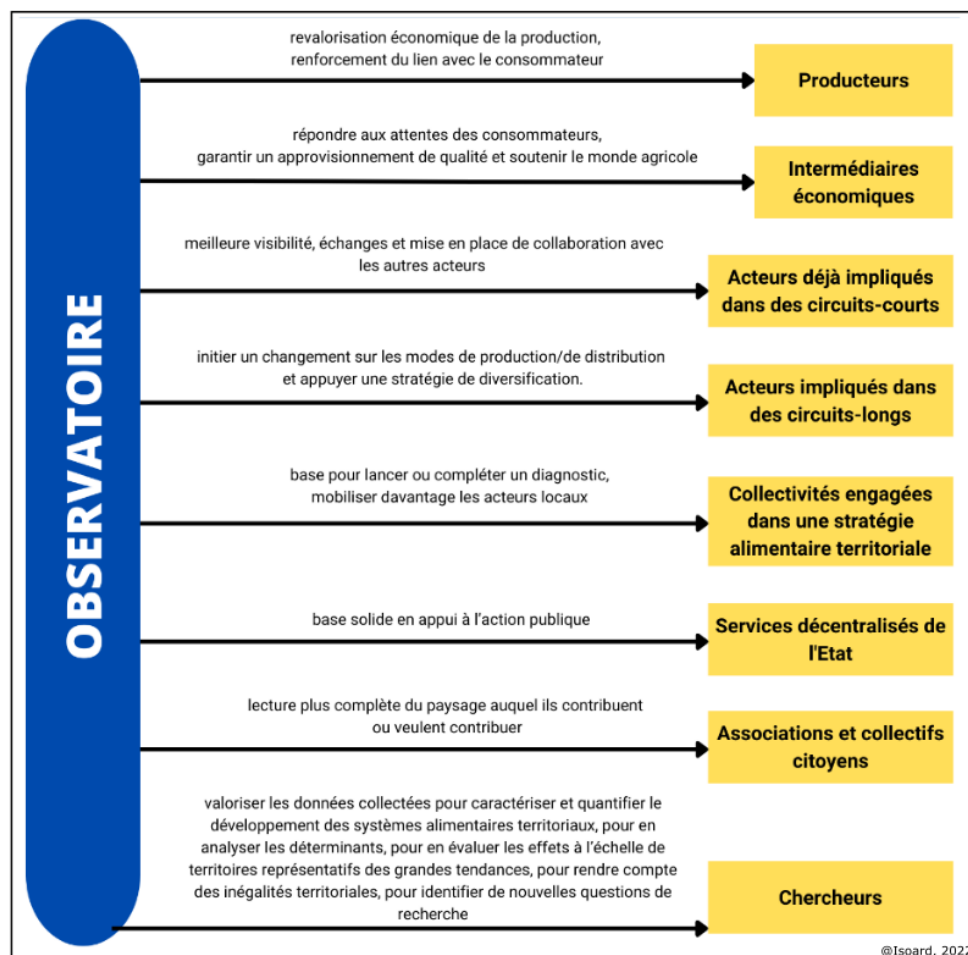 OBSERVATOIRE
revalorisation économique de la production,
renforcement du lien avec le consommateur
Producteurs
répondre aux attentes des consommateurs,
garantir un approvisionnement de qualité et soutenir le monde agricole
Intermédiaires
économiques
meilleure visibilité, échanges et mise en place de collaboration avec
les autres acteurs
Acteurs déjà impliqués
dans des circuits-courts
initier un changement sur les modes de production/de distribution
et appuyer une stratégie de diversification.
Acteurs impliqués dans
des circuits-longs
base pour lancer ou compléter un diagnostic,
mobiliser davantage les acteurs locaux
Collectivités engagées
dans une stratégie
alimentaire territoriale
base solide en appui à l'action publique
Services décentralisés de
l'Etat
lecture plus complète du paysage auquel ils contribuent
ou veulent contribuer
Associations et collectifs
citoyens
valoriser les données collectées pour caractériser et quantifier le
développement des systèmes alimentaires territoriaux, pour en
analyser les déterminants, pour en évaluer les effets à l'échelle de
territoires représentatifs des grandes tendances, pour rendre compte
des inégalités territoriales, pour identifier de nouvelles questions de
recherche
Chercheurs
@Isoard, 2022